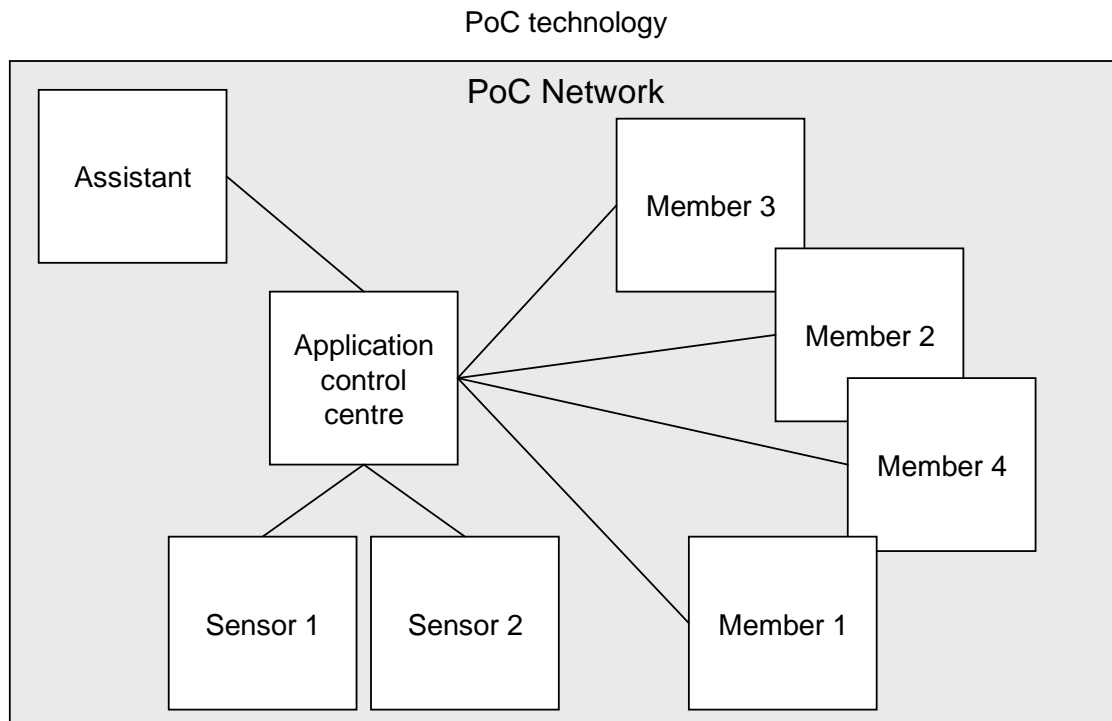 PoC technology
PoC Network
Assistant
Member 3
Member 2
Application
control
centre
Member 4
Sensor 1
Sensor 2
Member 1